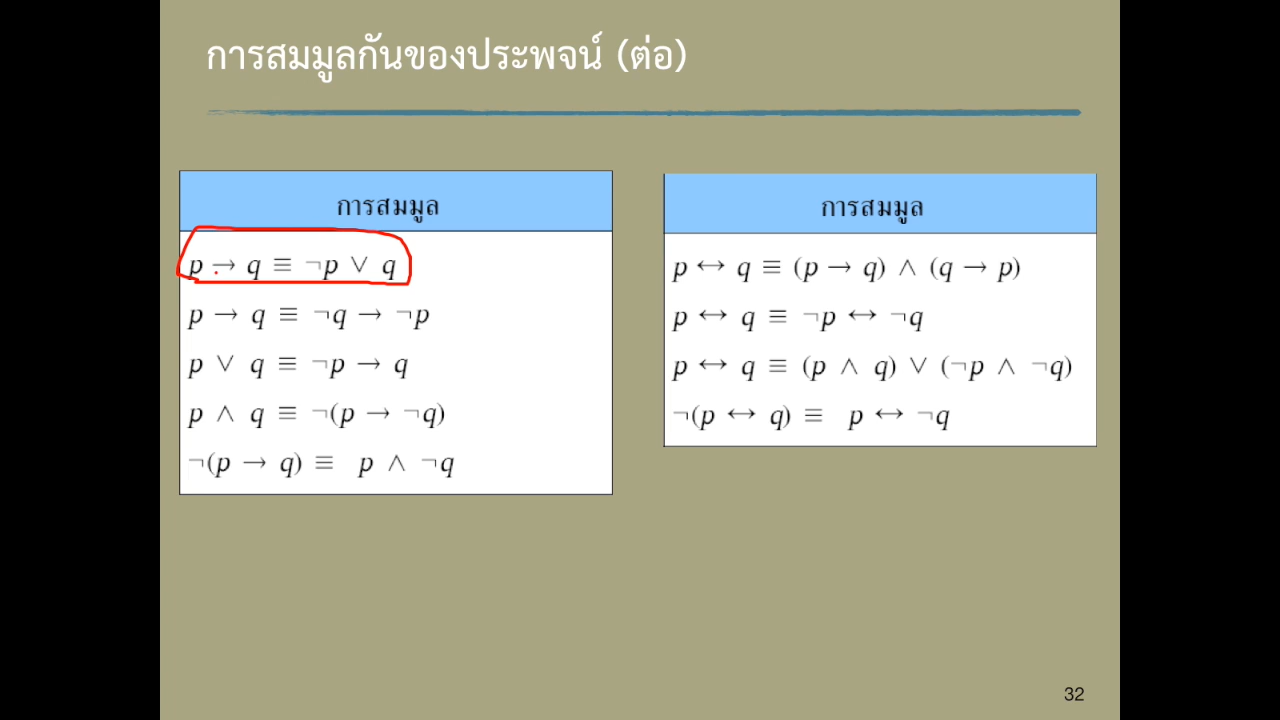 การสมมูลกันของประพจน์ (ต่อ)
การสมมูล
p → q ≡ ¬p ∨ q
p → q ≡ ¬q → ¬p
p ∨ q ≡ ¬p → q
p ∧ q ≡ ¬(p → ¬q)
¬(p → q) ≡ p ∧ ¬q
การสมมูล
p ↔ q ≡ (p → q) ∧ (q → p)
p ↔ q ≡ ¬p ↔ ¬q
p ↔ q ≡ (p ∧ q) ∨ (¬p ∧ ¬q)
¬(p ↔ q) ≡ p ↔ ¬q
32